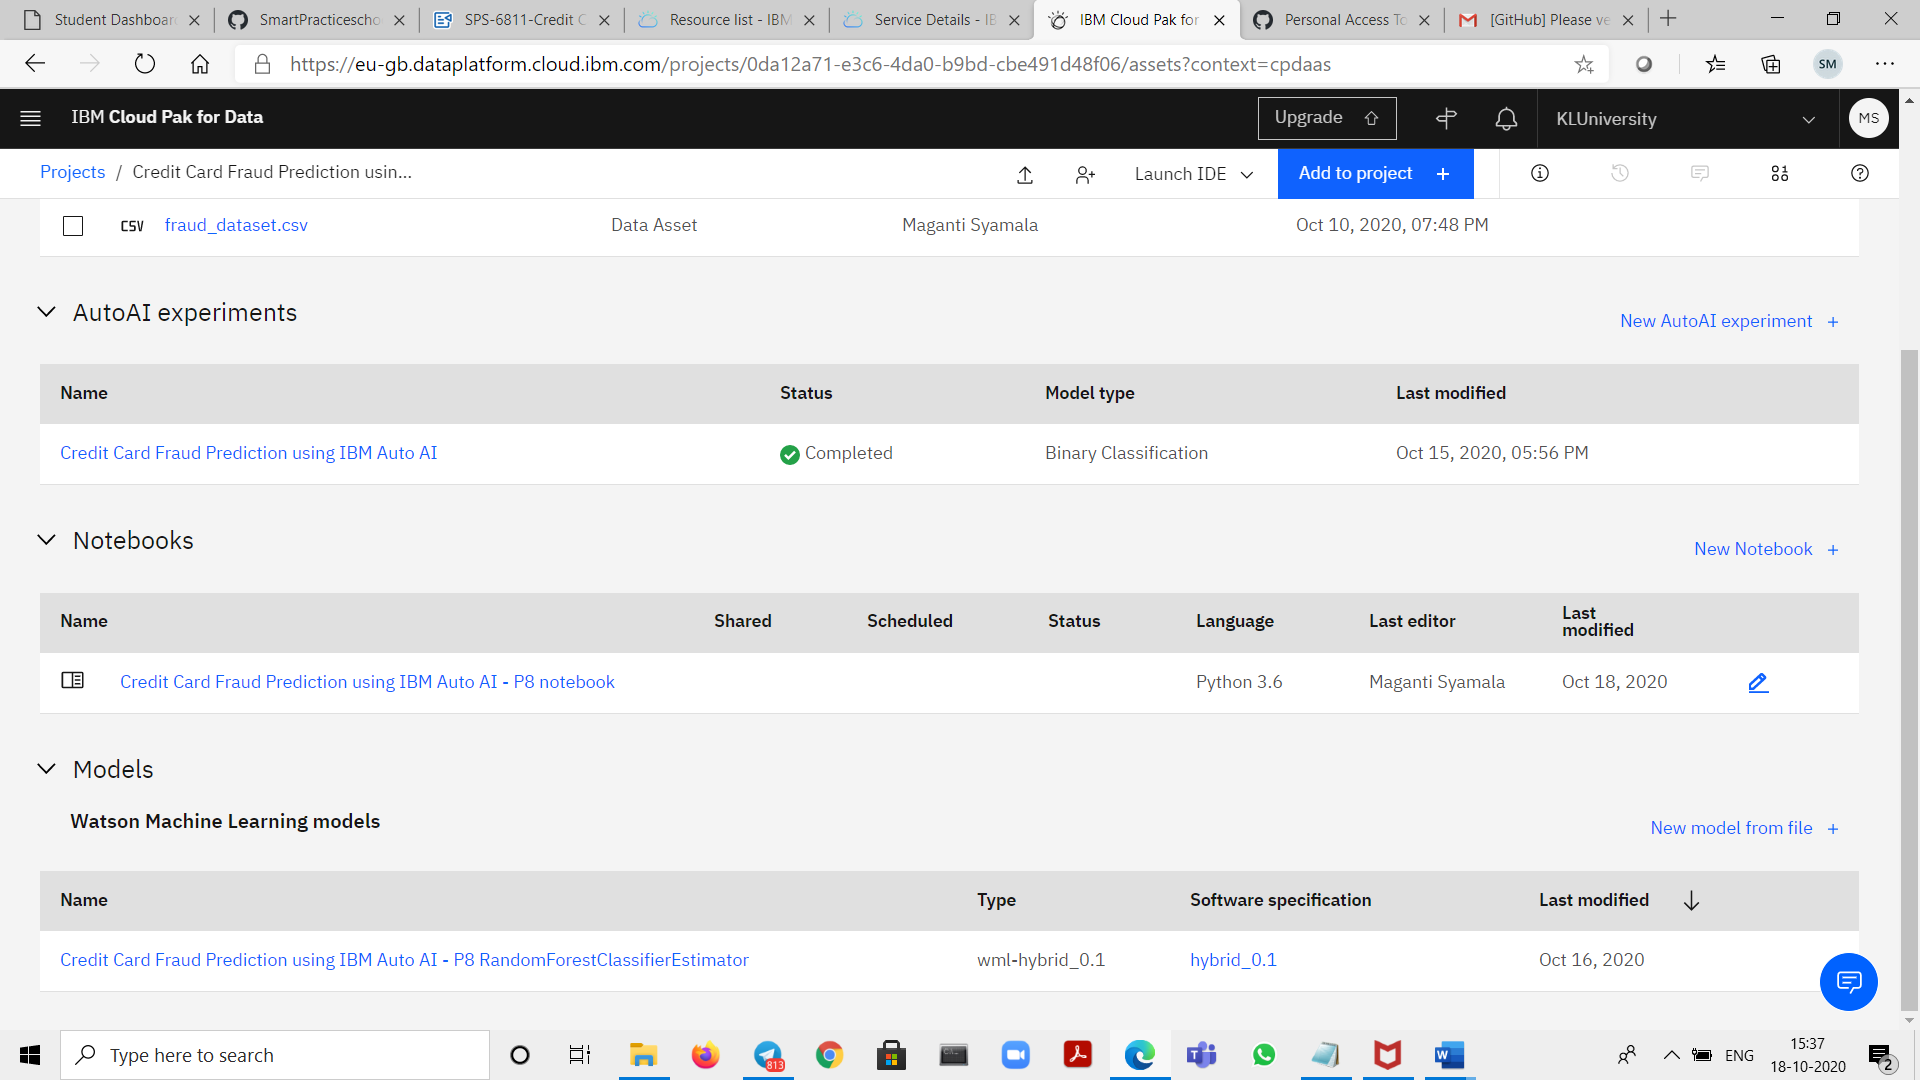 Student Dashboar
SmartPracticescho
SPS-6811-Credit C
Resource list - IBM
Service Details - IB
IBM Cloud Pak for
Personal Access To
[GitHub] Please ve
https://eu-gb.dataplatform.cloud.ibm.com/projects/0da12a71-e3c6-4da0-b9bd-cbe491d48f06/assets?context=cpdaas
SM
IBM Cloud Pak for Data
Upgrade
KLUniversity
MS
Projects / Credit Card Fraud Prediction usin...
Launch IDE
Add to project +
CSV fraud_dataset.csv Data Asset Maganti Syamala Oct 10, 2020, 07:48 PM
AutoAI experiments
New AutoAI experiment +
Name Status Model type Last modified
Credit Card Fraud Prediction using IBM Auto AI Completed Binary Classification Oct 15, 2020, 05:56 PM
Notebooks
New Notebook +
Name Shared Scheduled Status Language Last editor Last modified
Credit Card Fraud Prediction using IBM Auto AI - P8 notebook Python 3.6 Maganti Syamala Oct 18, 2020
Models
Watson Machine Learning models
New model from file +
Name Type Software specification Last modified
Credit Card Fraud Prediction using IBM Auto AI - P8 RandomForestClassifierEstimator wml-hybrid_0.1 hybrid_0.1 Oct 16, 2020
Type here to search
813
ENG
15:37
18-10-2020
2